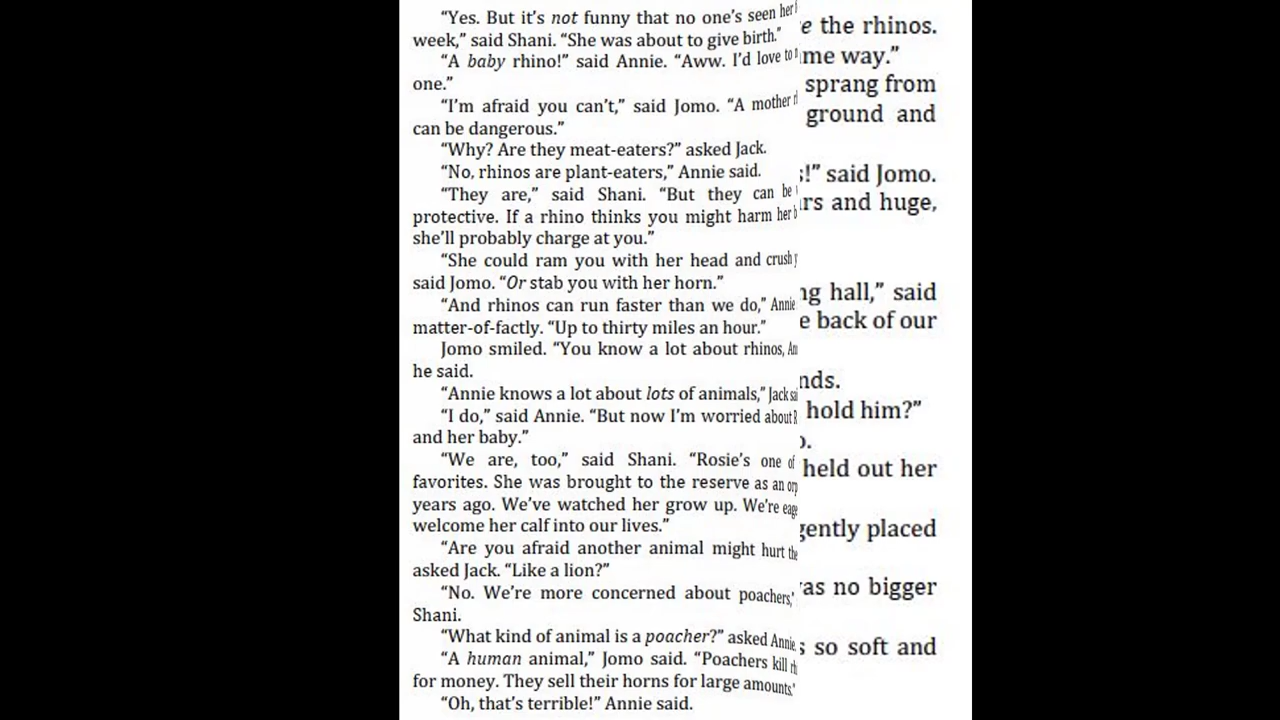 “Yes. But it’s not funny that no one’s seen her
week,” said Shani. “She was about to give birth.”
“A baby rhino!” said Annie. “Aww. I’d love to
one.”
“I’m afraid you can’t,” said Jomo. “A mother
can be dangerous.”
“Why? Are they meat-eaters?” asked Jack.
“No, rhinos are plant-eaters,” Annie said.
“They are,” said Shani. “But they can be
protective. If a rhino thinks you might harm her
she’ll probably charge at you.”
“She could ram you with her head and crush
said Jomo. “Or stab you with her horn.”
“And rhinos can run faster than we do,” Annie
matter-of-factly. “Up to thirty miles an hour.”
Jomo smiled. “You know a lot about rhinos,
he said.
“Annie knows a lot about lots of animals,” Jack
“I do,” said Annie. “But now I’m worried about
and her baby.”
“We are, too,” said Shani. “Rosie’s one of
favorites. She was brought to the reserve as an
years ago. We’ve watched her grow up. We’re
welcome her calf into our lives.”
“Are you afraid another animal might hurt
asked Jack. “Like a lion?”
“No. We’re more concerned about poachers,”
Shani.
“What kind of animal is a poacher?” asked Annie.
“A human animal,” Jomo said. “Poachers kill
for money. They sell their horns for large amounts.”
“Oh, that’s terrible!” Annie said.
e the rhinos.
me way.”
sprang from
ground and
!” said Jomo.
rs and huge,
ng hall,” said
e back of our
nds.
hold him?”
held out her
gently placed
as no bigger
s so soft and